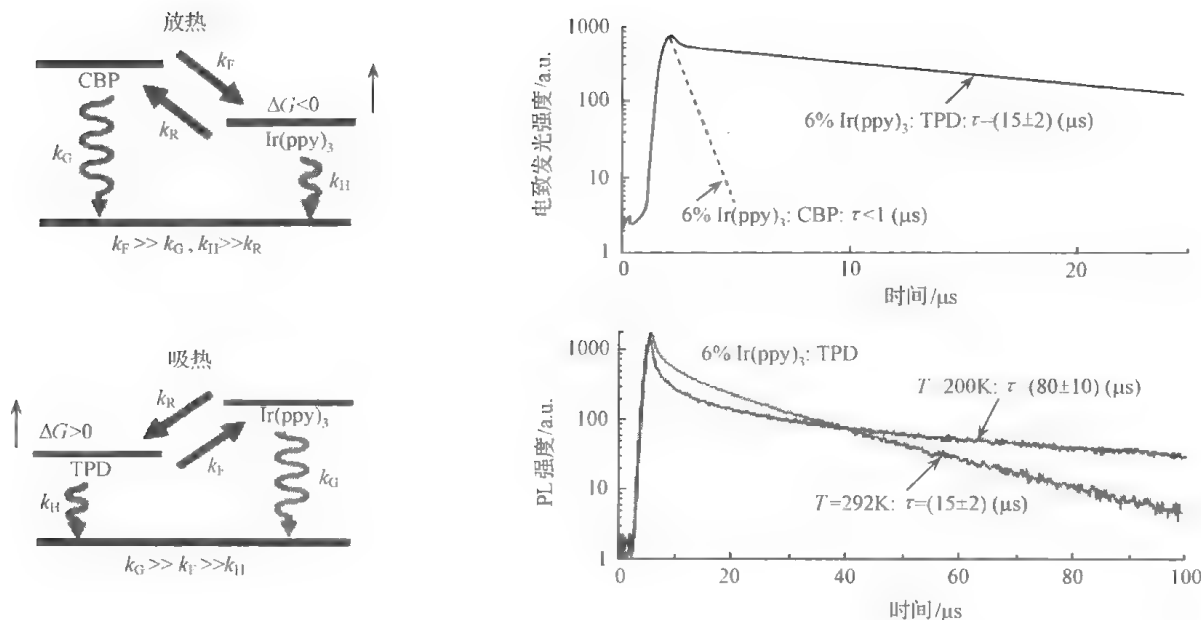 放热
CBP
k_F
ΔG<0
k_R
Ir(ppy)₃
k_G
k_H
k_F >> k_G , k_H>>k_R
吸热
k_R
Ir(ppy)₃
ΔG>0
TPD
k_F
k_H
k_G
k_G >> k_F >>k_H
电致发光强度/a.u.
1000
100
10
1
6% Ir(ppy)₃: TPD: τ–(15±2) (μs)
6% Ir(ppy)₃: CBP: τ<1 (μs)
0
10
20
时间/μs
PL 强度/a.u.
1000
100
10
1
6% Ir(ppy)₃: TPD
T 200K: τ (80±10) (μs)
T=292K: τ=(15±2) (μs)
0
20
40
60
80
100
时间/μs